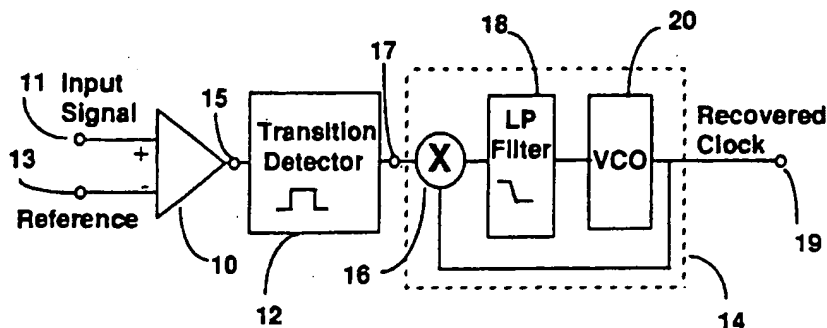 11
Input
Signal
13
+
-
Reference
10
15
Transition
Detector
12
17
X
16
18
LP
Filter
20
VCO
Recovered
Clock
19
14